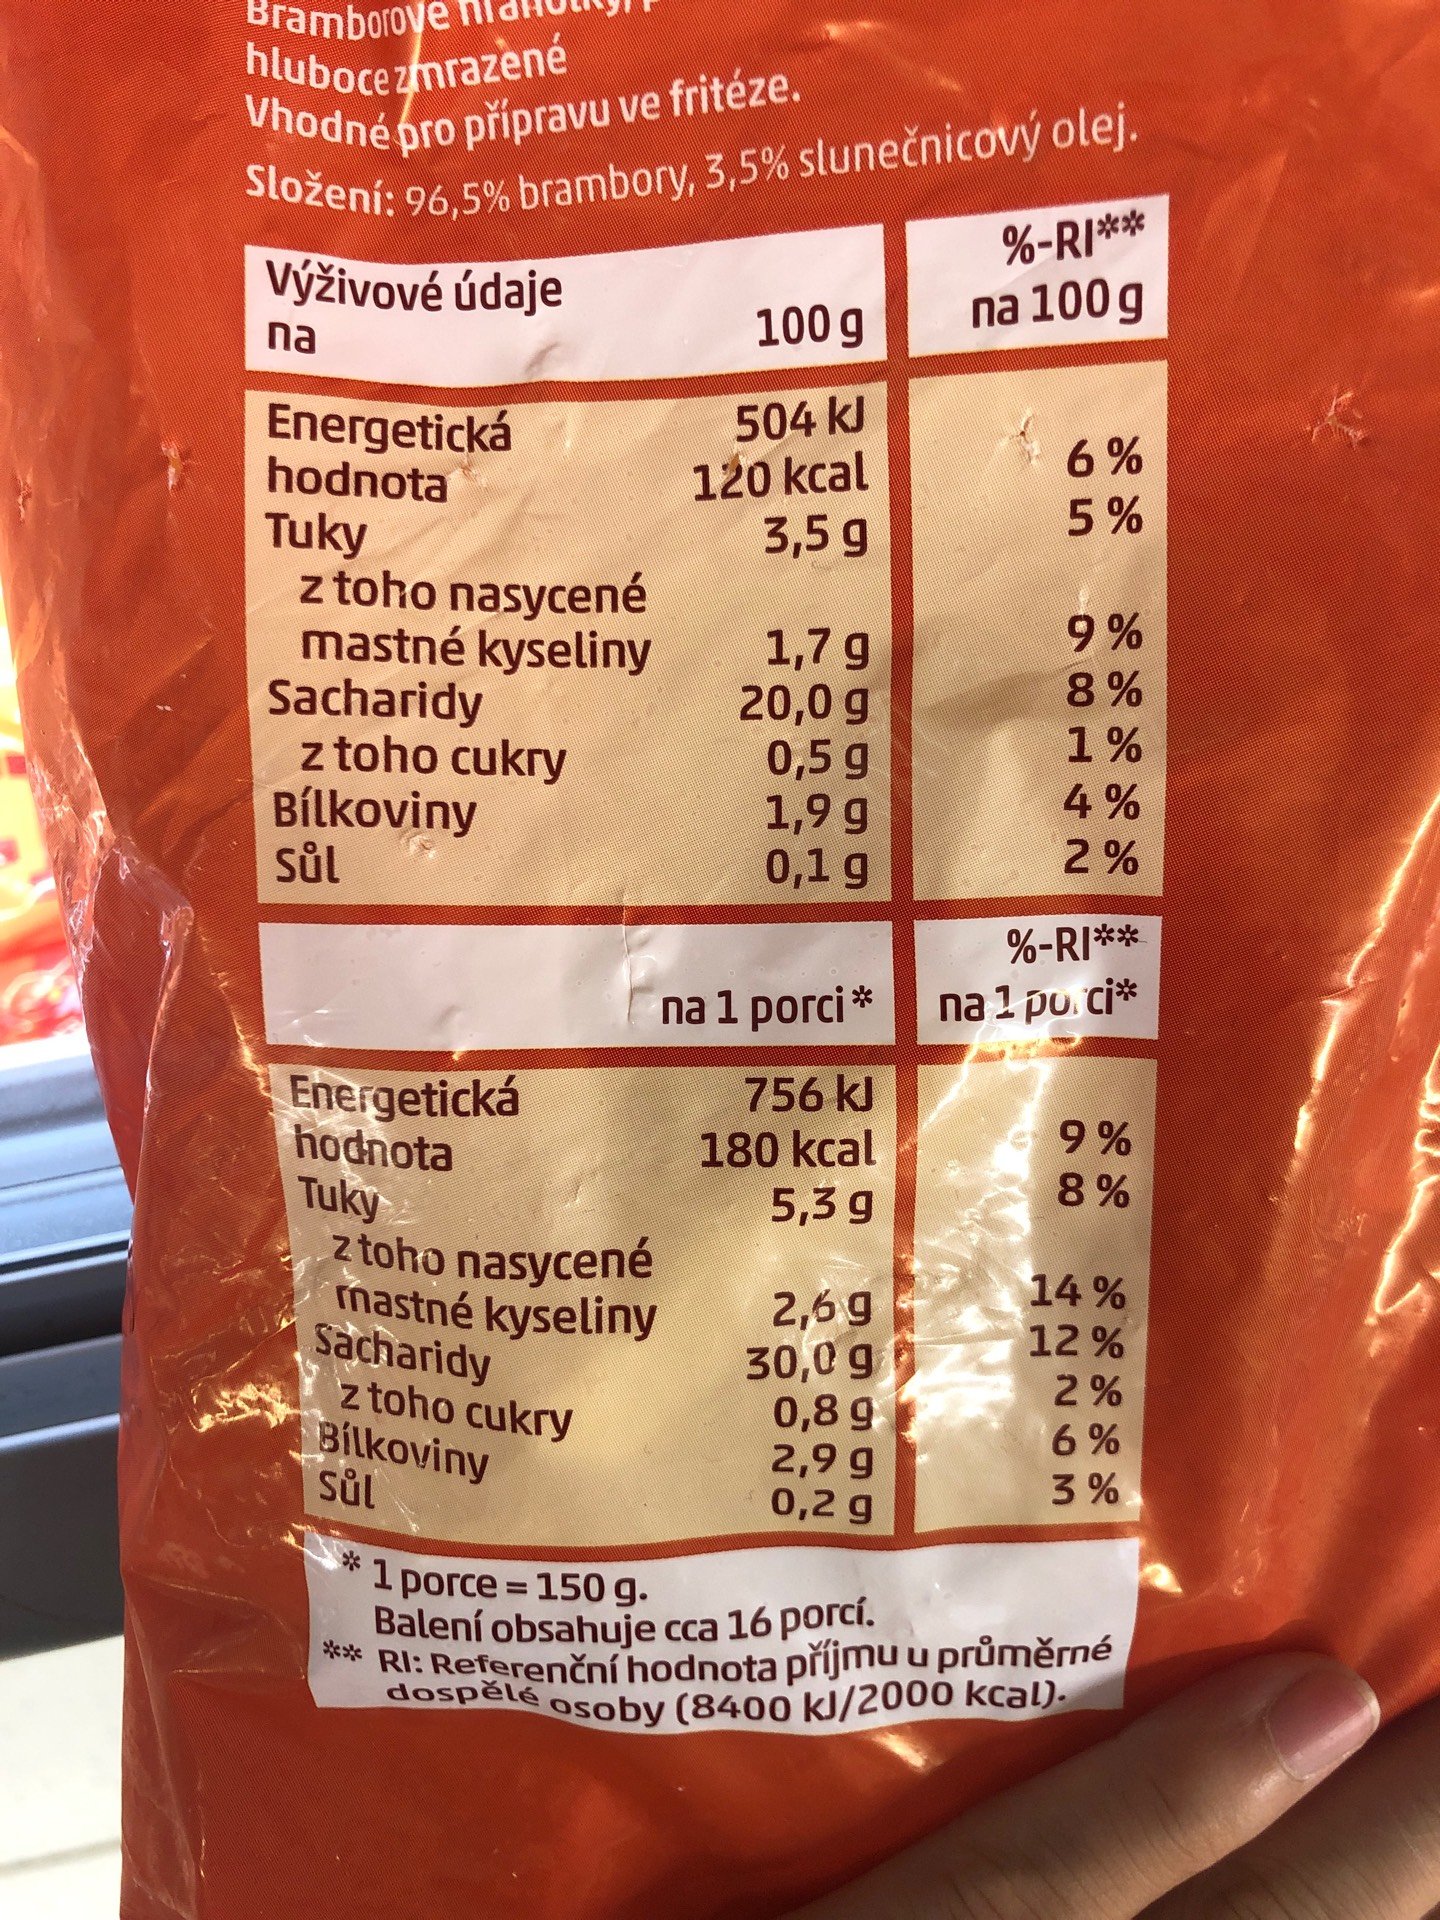 Bramborové
hluboce zmrazené
Vhodné pro přípravu ve fritéze.
Složení: 96,5% brambory, 3,5% slunečnicový olej.
Výživové údaje
na 100 g
%-RI**
na 100 g
Energetická 504 kJ
hodnota 120 kcal 6 %
Tuky 3,5 g 5 %
z toho nasycené
mastné kyseliny 1,7 g 9 %
Sacharidy 20,0 g 8 %
z toho cukry 0,5 g 1 %
Bílkoviny 1,9 g 4 %
Sůl 0,1 g 2 %
%-RI**
na 1 porci* na 1 porci*
Energetická 756 kJ
hodnota 180 kcal 9 %
Tuky 5,3 g 8 %
z toho nasycené
mastné kyseliny 2,6 g 14 %
Sacharidy 30,0 g 12 %
z toho cukry 0,8 g 2 %
Bílkoviny 2,9 g 6 %
Sůl 0,2 g 3 %
* 1 porce = 150 g.
Balení obsahuje cca 16 porcí.
** RI: Referenční hodnota příjmu u průměrné
dospělé osoby (8400 kJ/2000 kcal).